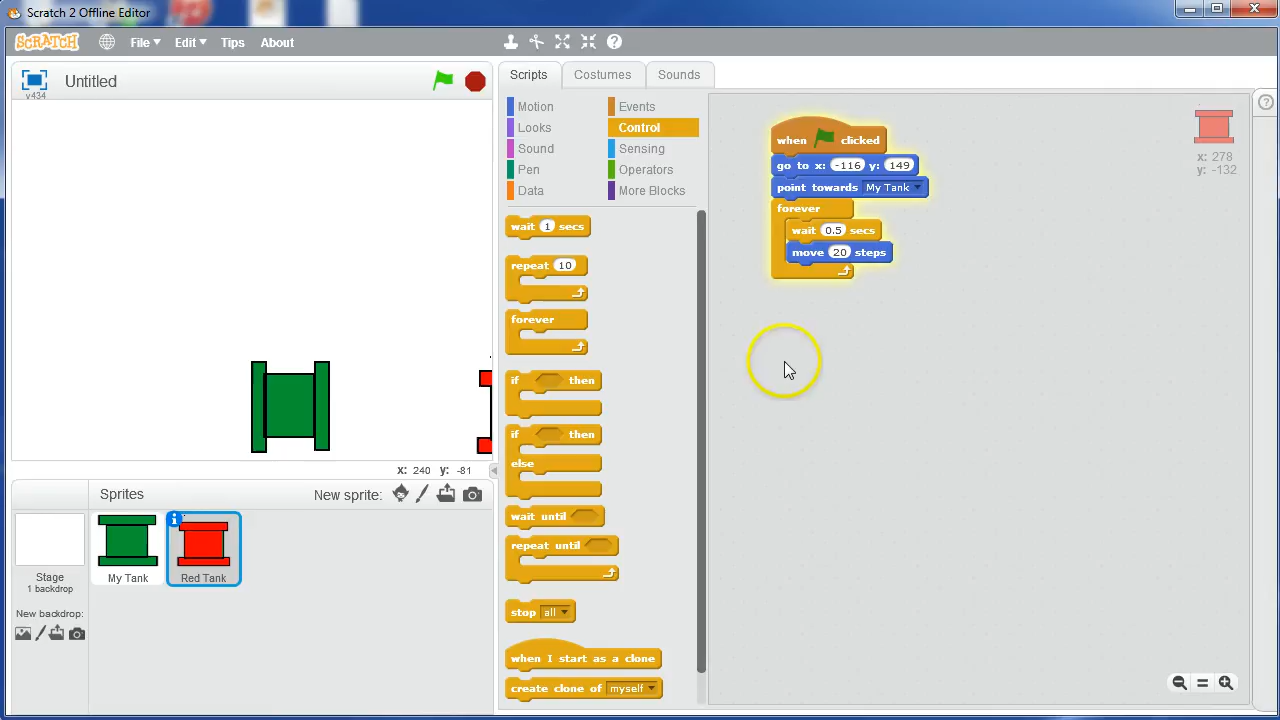 Scratch 2 Offline Editor
SCRATCH
File
Edit
Tips
About
v434
Untitled
Scripts
Costumes
Sounds
Motion
Events
Looks
Control
Sound
Sensing
Pen
Operators
Data
More Blocks
wait 1 secs
repeat 10
forever
if then
if then
else
wait until
repeat until
stop all
when I start as a clone
create clone of myself
when clicked
go to x: -116 y: 149
point towards My Tank
forever
wait 0.5 secs
move 20 steps
x: 278
y: -132
x: 240 y: -81
Sprites
New sprite:
Stage
1 backdrop
New backdrop:
My Tank
Red Tank